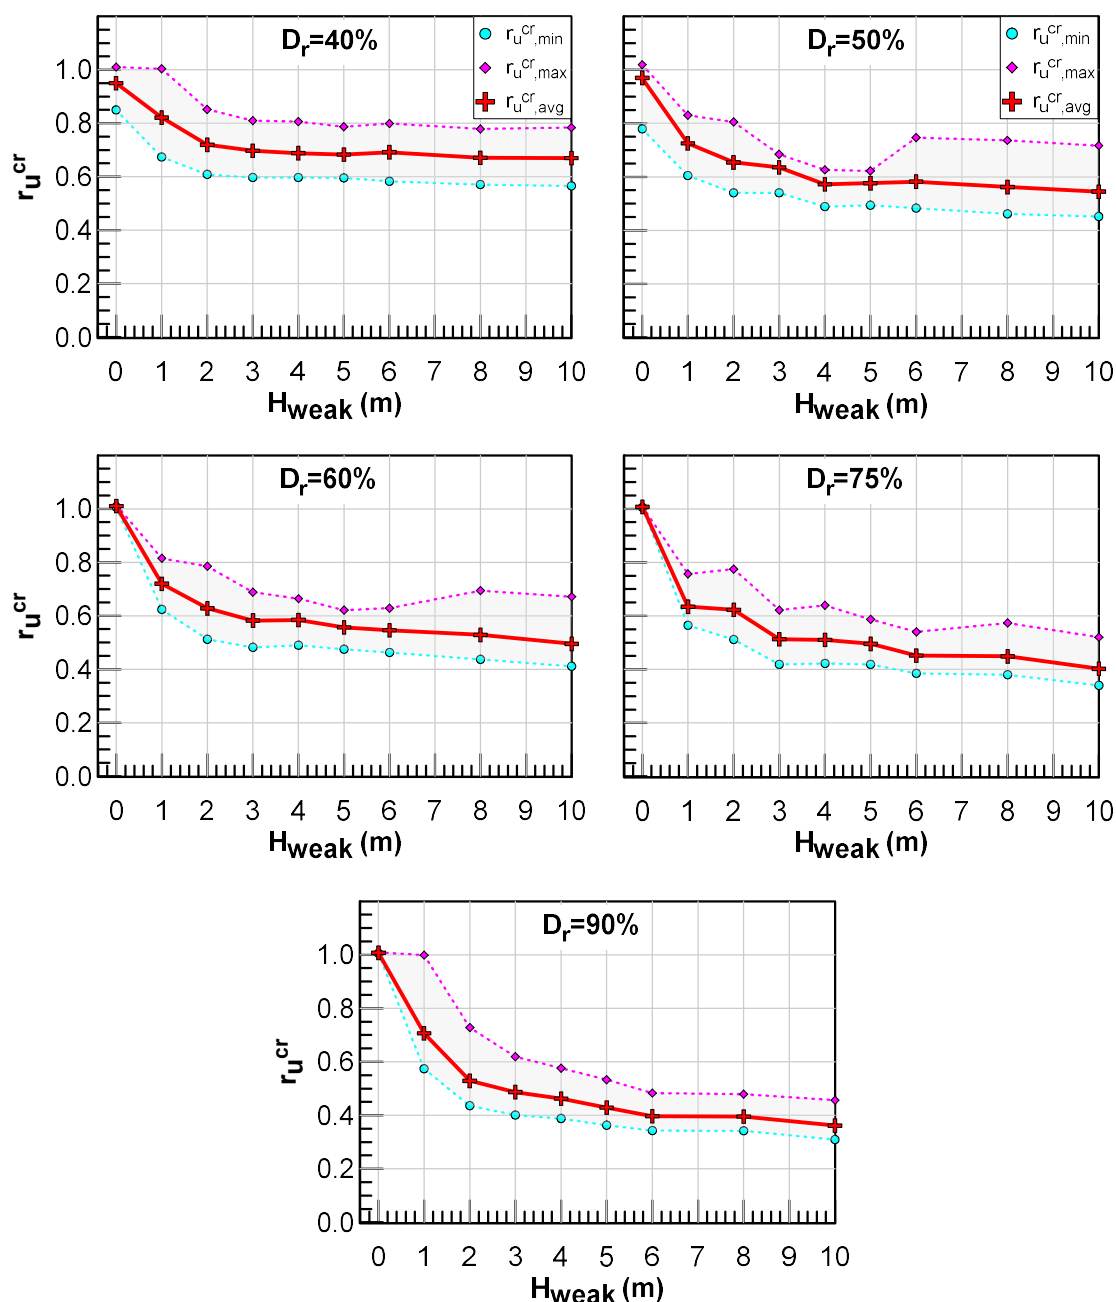 Dr=40%
ru^cr,min
ru^cr,max
ru^cr,avg
1.0
0.8
0.6
0.4
0.2
0.0
ru^cr
0 1 2 3 4 5 6 7 8 9 10
Hweak (m)
Dr=50%
ru^cr,min
ru^cr,max
ru^cr,avg
0 1 2 3 4 5 6 7 8 9 10
Hweak (m)
Dr=60%
1.0
0.8
0.6
0.4
0.2
0.0
ru^cr
0 1 2 3 4 5 6 7 8 9 10
Hweak (m)
Dr=75%
0 1 2 3 4 5 6 7 8 9 10
Hweak (m)
Dr=90%
1.0
0.8
0.6
0.4
0.2
0.0
ru^cr
0 1 2 3 4 5 6 7 8 9 10
Hweak (m)